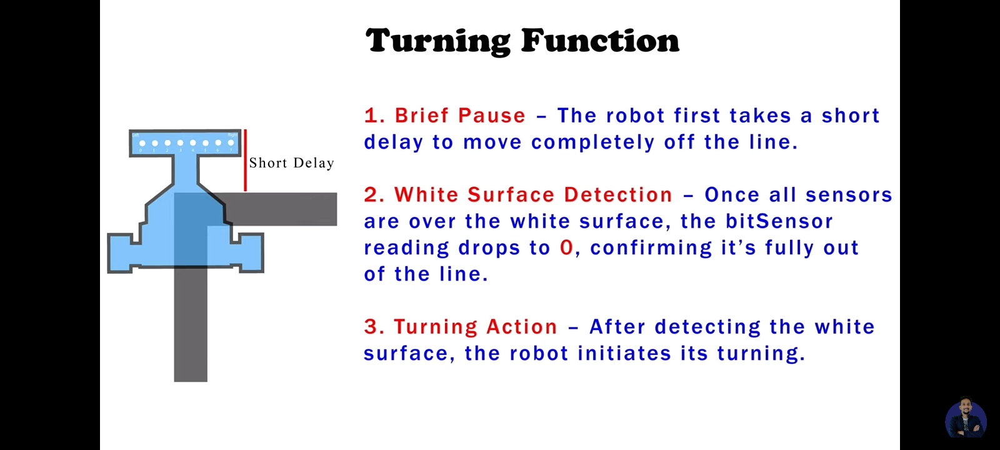 Turning Function
1. Brief Pause – The robot first takes a short
delay to move completely off the line.
Left
Right
0 1 2 3 4 5 6 7
Short Delay
2. White Surface Detection – Once all sensors
are over the white surface, the bitSensor
reading drops to 0, confirming it’s fully out
of the line.
3. Turning Action – After detecting the white
surface, the robot initiates its turning.